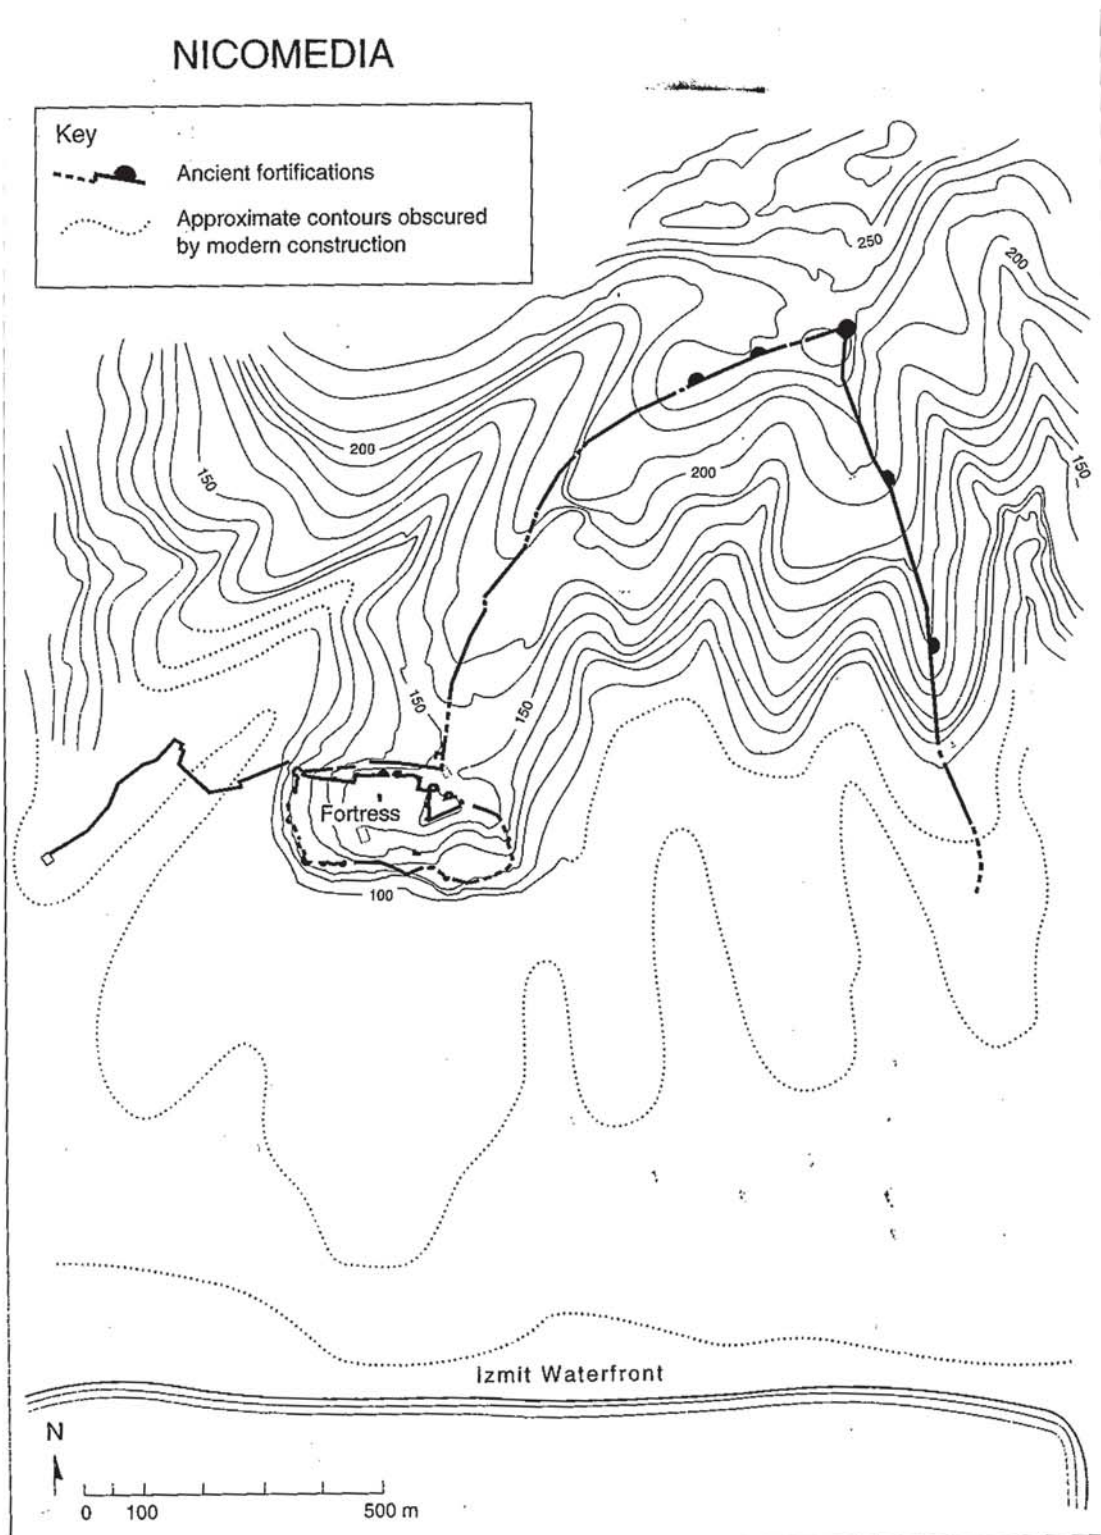 NICOMEDIA
Key
Ancient fortifications
Approximate contours obscured
by modern construction
250
200
200
150
200
150
150
150
Fortress
100
Izmit Waterfront
N
0 100 500 m